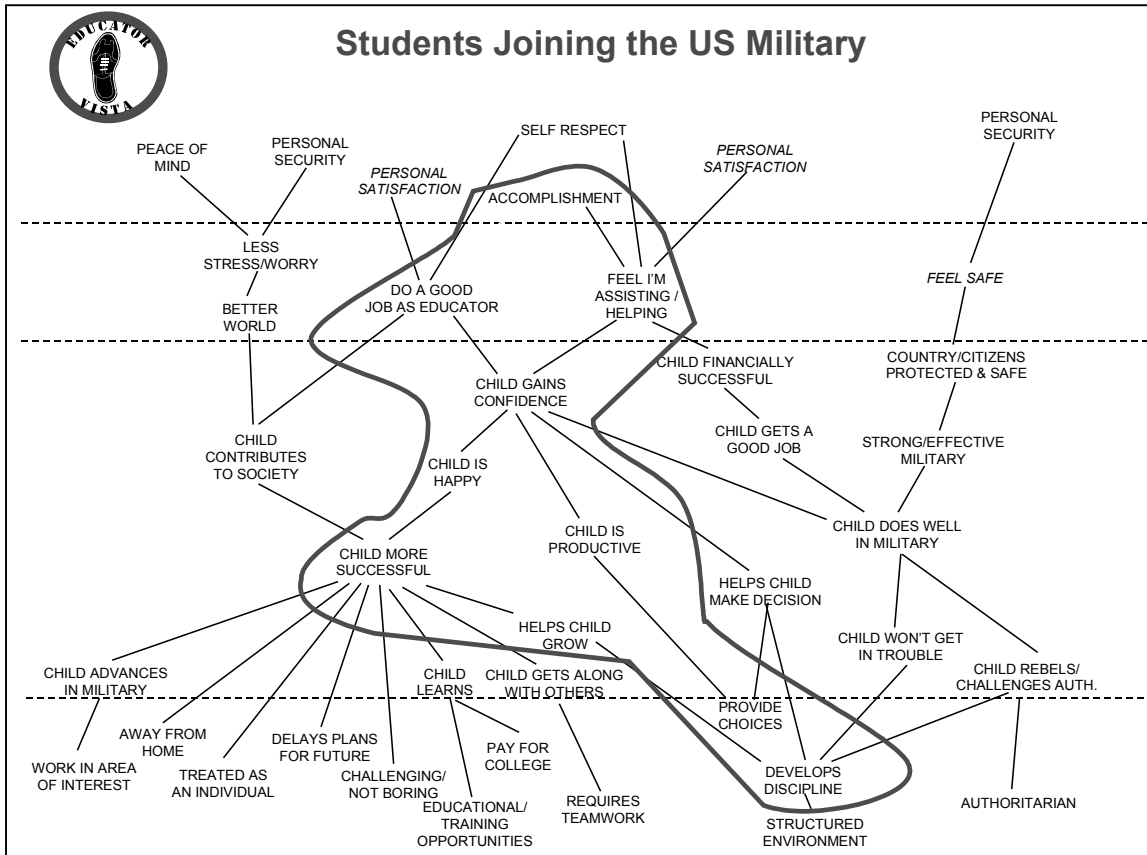 EDUCATOR
VISTA
Students Joining the US Military
PEACE OF
MIND
PERSONAL
SECURITY
PERSONAL
SATISFACTION
SELF RESPECT
ACCOMPLISHMENT
PERSONAL
SATISFACTION
PERSONAL
SECURITY
LESS
STRESS/WORRY
BETTER
WORLD
DO A GOOD
JOB AS EDUCATOR
FEEL I'M
ASSISTING /
HELPING
FEEL SAFE
CHILD GAINS
CONFIDENCE
CHILD FINANCIALLY
SUCCESSFUL
COUNTRY/CITIZENS
PROTECTED & SAFE
CHILD
CONTRIBUTES
TO SOCIETY
CHILD IS
HAPPY
CHILD GETS A
GOOD JOB
STRONG/EFFECTIVE
MILITARY
CHILD MORE
SUCCESSFUL
CHILD IS
PRODUCTIVE
CHILD DOES WELL
IN MILITARY
HELPS CHILD
MAKE DECISION
HELPS CHILD
GROW
CHILD WON'T GET
IN TROUBLE
CHILD ADVANCES
IN MILITARY
CHILD
LEARNS
CHILD GETS ALONG
WITH OTHERS
CHILD REBELS/
CHALLENGES AUTH.
PROVIDE
CHOICES
WORK IN AREA
OF INTEREST
AWAY FROM
HOME
TREATED AS
AN INDIVIDUAL
DELAYS PLANS
FOR FUTURE
CHALLENGING/
NOT BORING
PAY FOR
COLLEGE
EDUCATIONAL/
TRAINING
OPPORTUNITIES
REQUIRES
TEAMWORK
DEVELOPS
DISCIPLINE
STRUCTURED
ENVIRONMENT
AUTHORITARIAN